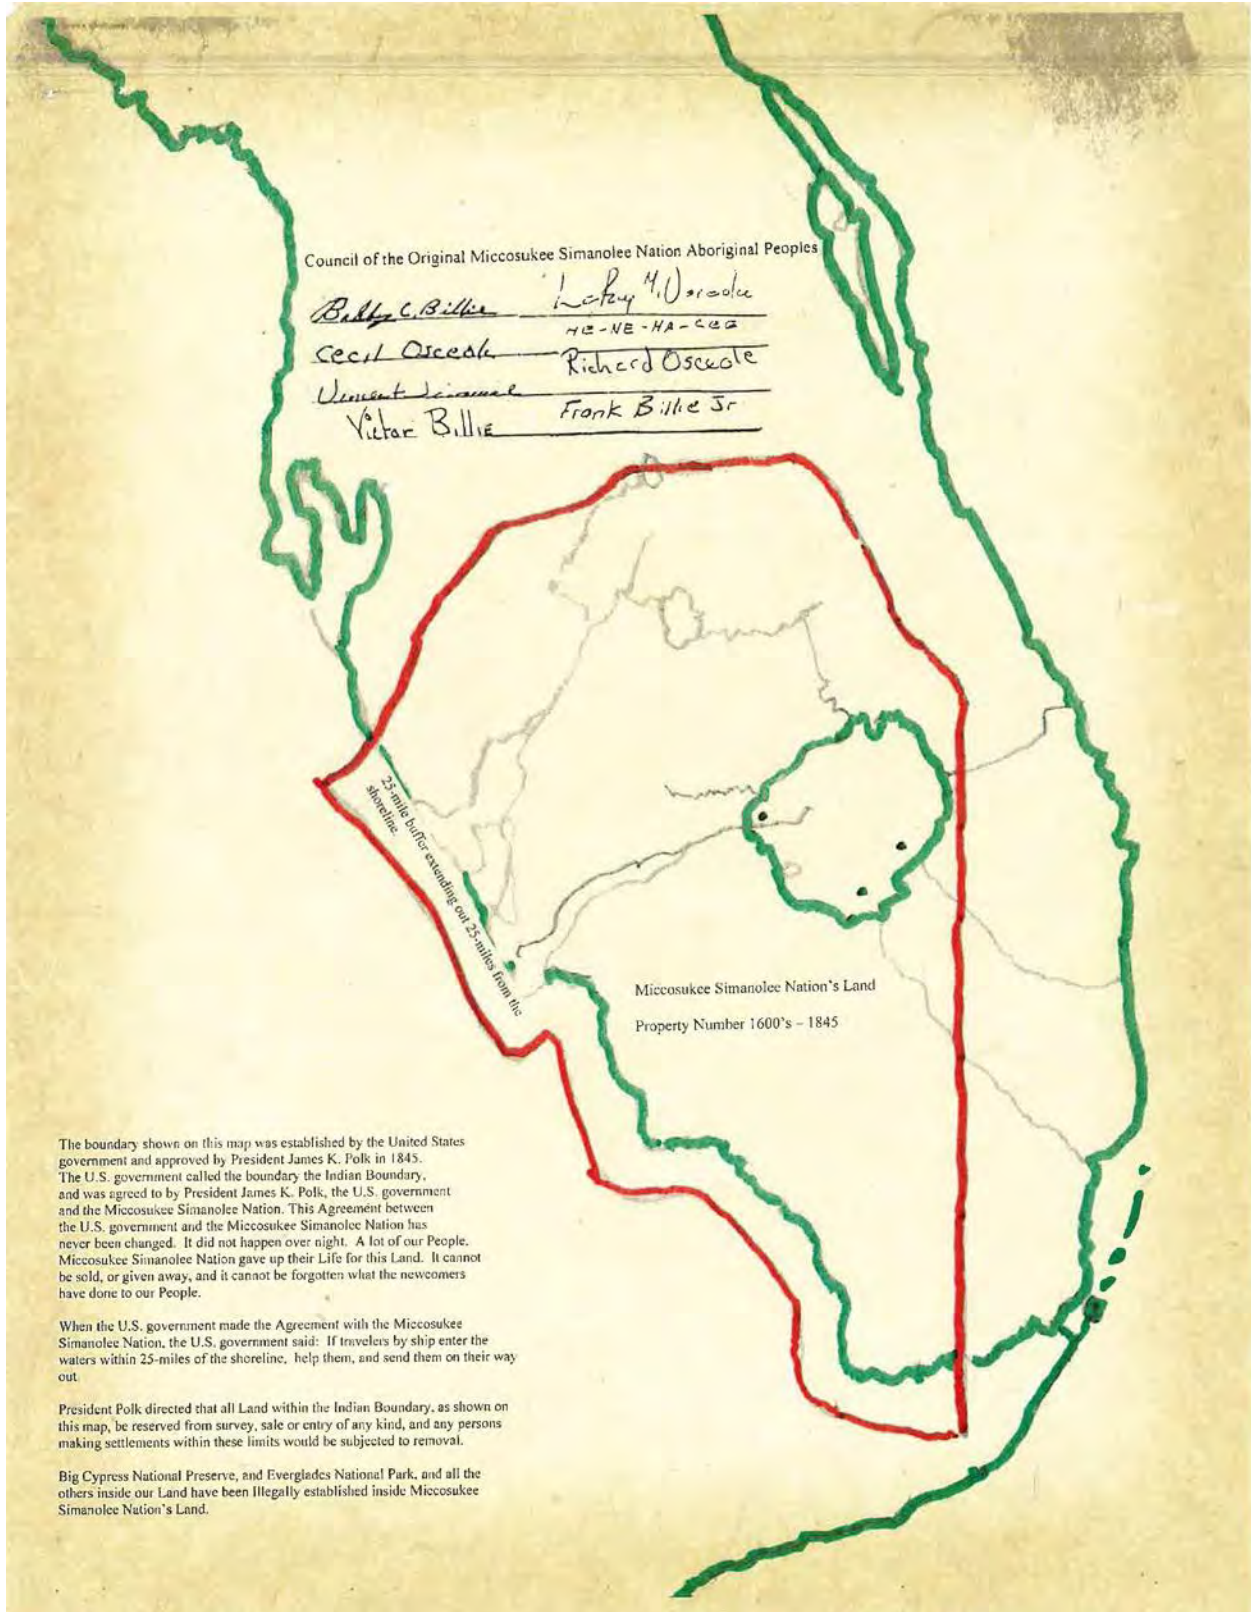 Council of the Original Miccosukee Simanolee Nation Aboriginal Peoples
Bobby C. Billie
HE-NE-HA-CEE
Cecil Osceola
Richard Osceole
Victor Billie
Frank Billie Jr
25-mile buffer extending out 25-miles from the
shoreline.
Miccosukee Simanolee Nation's Land
Property Number 1600's – 1845
The boundary shown on this map was established by the United States
government and approved by President James K. Polk in 1845.
The U.S. government called the boundary the Indian Boundary,
and was agreed to by President James K. Polk, the U.S. government
and the Miccosukee Simanolee Nation. This Agreement between
the U.S. government and the Miccosukee Simanolee Nation has
never been changed. It did not happen over night. A lot of our People,
Miccosukee Simanolee Nation gave up their Life for this Land. It cannot
be sold, or given away, and it cannot be forgotten what the newcomers
have done to our People.
When the U.S. government made the Agreement with the Miccosukee
Simanolee Nation, the U.S. government said: If travelers by ship enter the
waters within 25-miles of the shoreline, help them, and send them on their way
out
President Polk directed that all Land within the Indian Boundary, as shown on
this map, be reserved from survey, sale or entry of any kind, and any persons
making settlements within these limits would be subjected to removal.
Big Cypress National Preserve, and Everglades National Park, and all the
others inside our Land have been Illegally established inside Miccosukee
Simanolee Nation's Land.